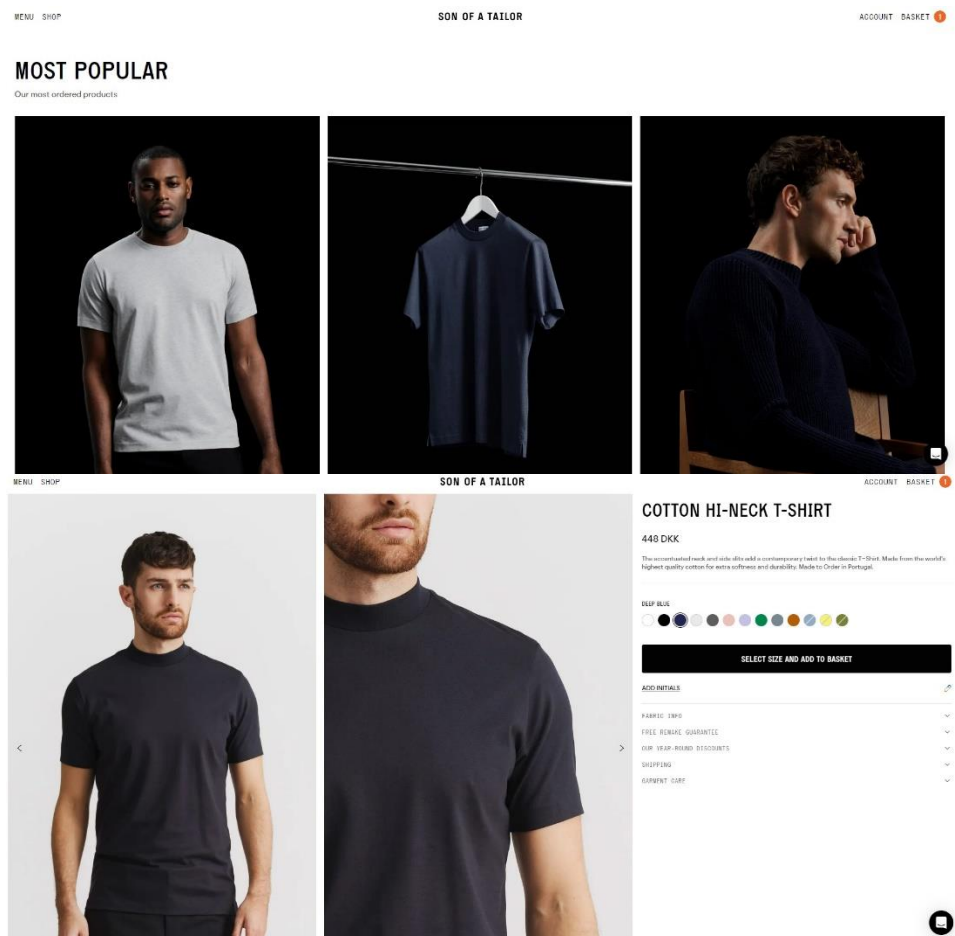 MENU SHOP
SON OF A TAILOR
ACCOUNT BASKET 1
MOST POPULAR
Our most ordered products
MENU SHOP
SON OF A TAILOR
ACCOUNT BASKET 1
COTTON HI-NECK T-SHIRT
448 DKK
The accentuated neck and side slits add a contemporary twist to the classic T-Shirt. Made from the world's
highest quality cotton for extra softness and durability. Made to Order in Portugal.
DEEP BLUE
SELECT SIZE AND ADD TO BASKET
ADD INITIALS
FABRIC INFO
FREE REMAKE GUARANTEE
OUR YEAR-ROUND DISCOUNTS
SHIPPING
GARMENT CARE